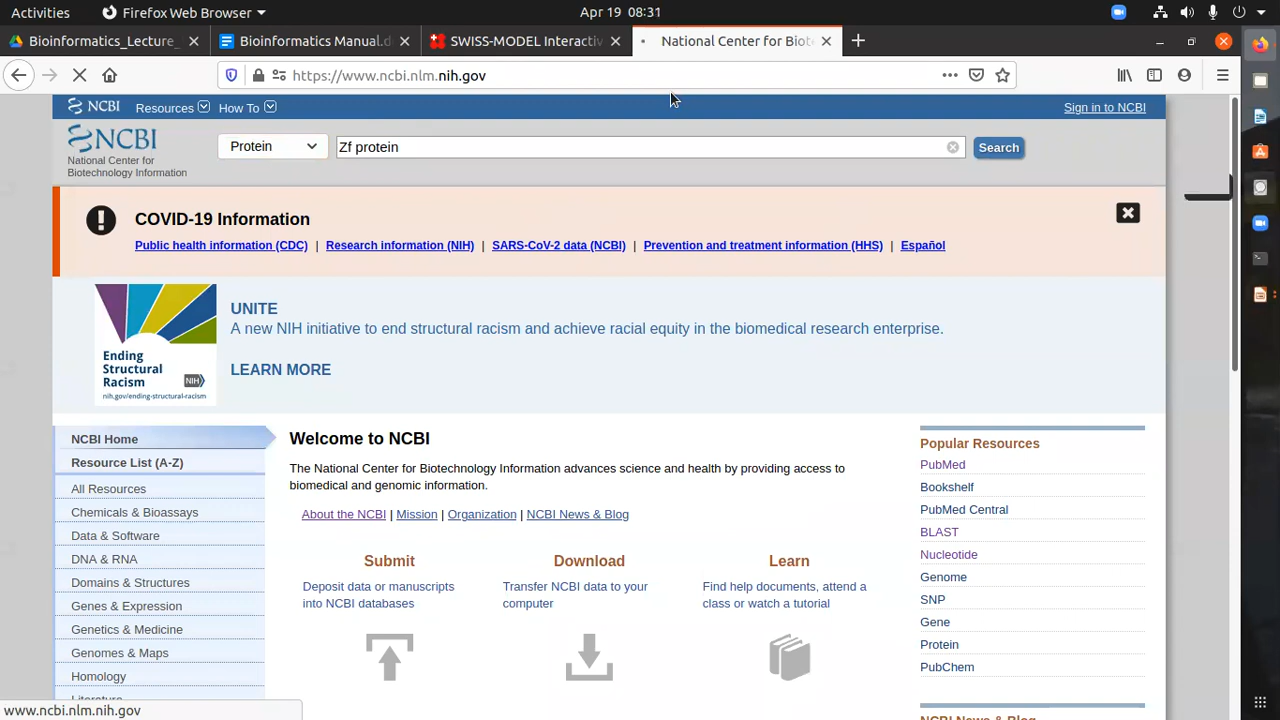 Activities
Firefox Web Browser
Apr 19 08:31
Bioinformatics_Lecture_
Bioinformatics Manual.d
SWISS-MODEL Interactiv
National Center for Biot
https://www.ncbi.nlm.nih.gov
NCBI Resources How To
Sign in to NCBI
NCBI
National Center for
Biotechnology Information
Protein
Zf protein
Search
COVID-19 Information
Public health information (CDC) | Research information (NIH) | SARS-CoV-2 data (NCBI) | Prevention and treatment information (HHS) | Español
Ending
Structural
Racism
NIH
nih.gov/ending-structural-racism
UNITE
A new NIH initiative to end structural racism and achieve racial equity in the biomedical research enterprise.
LEARN MORE
NCBI Home
Resource List (A-Z)
All Resources
Chemicals & Bioassays
Data & Software
DNA & RNA
Domains & Structures
Genes & Expression
Genetics & Medicine
Genomes & Maps
Homology
Literature
Welcome to NCBI
The National Center for Biotechnology Information advances science and health by providing access to
biomedical and genomic information.
About the NCBI | Mission | Organization | NCBI News & Blog
Submit
Deposit data or manuscripts
into NCBI databases
Download
Transfer NCBI data to your
computer
Learn
Find help documents, attend a
class or watch a tutorial
Popular Resources
PubMed
Bookshelf
PubMed Central
BLAST
Nucleotide
Genome
SNP
Gene
Protein
PubChem
NCBI News & Blog
www.ncbi.nlm.nih.gov